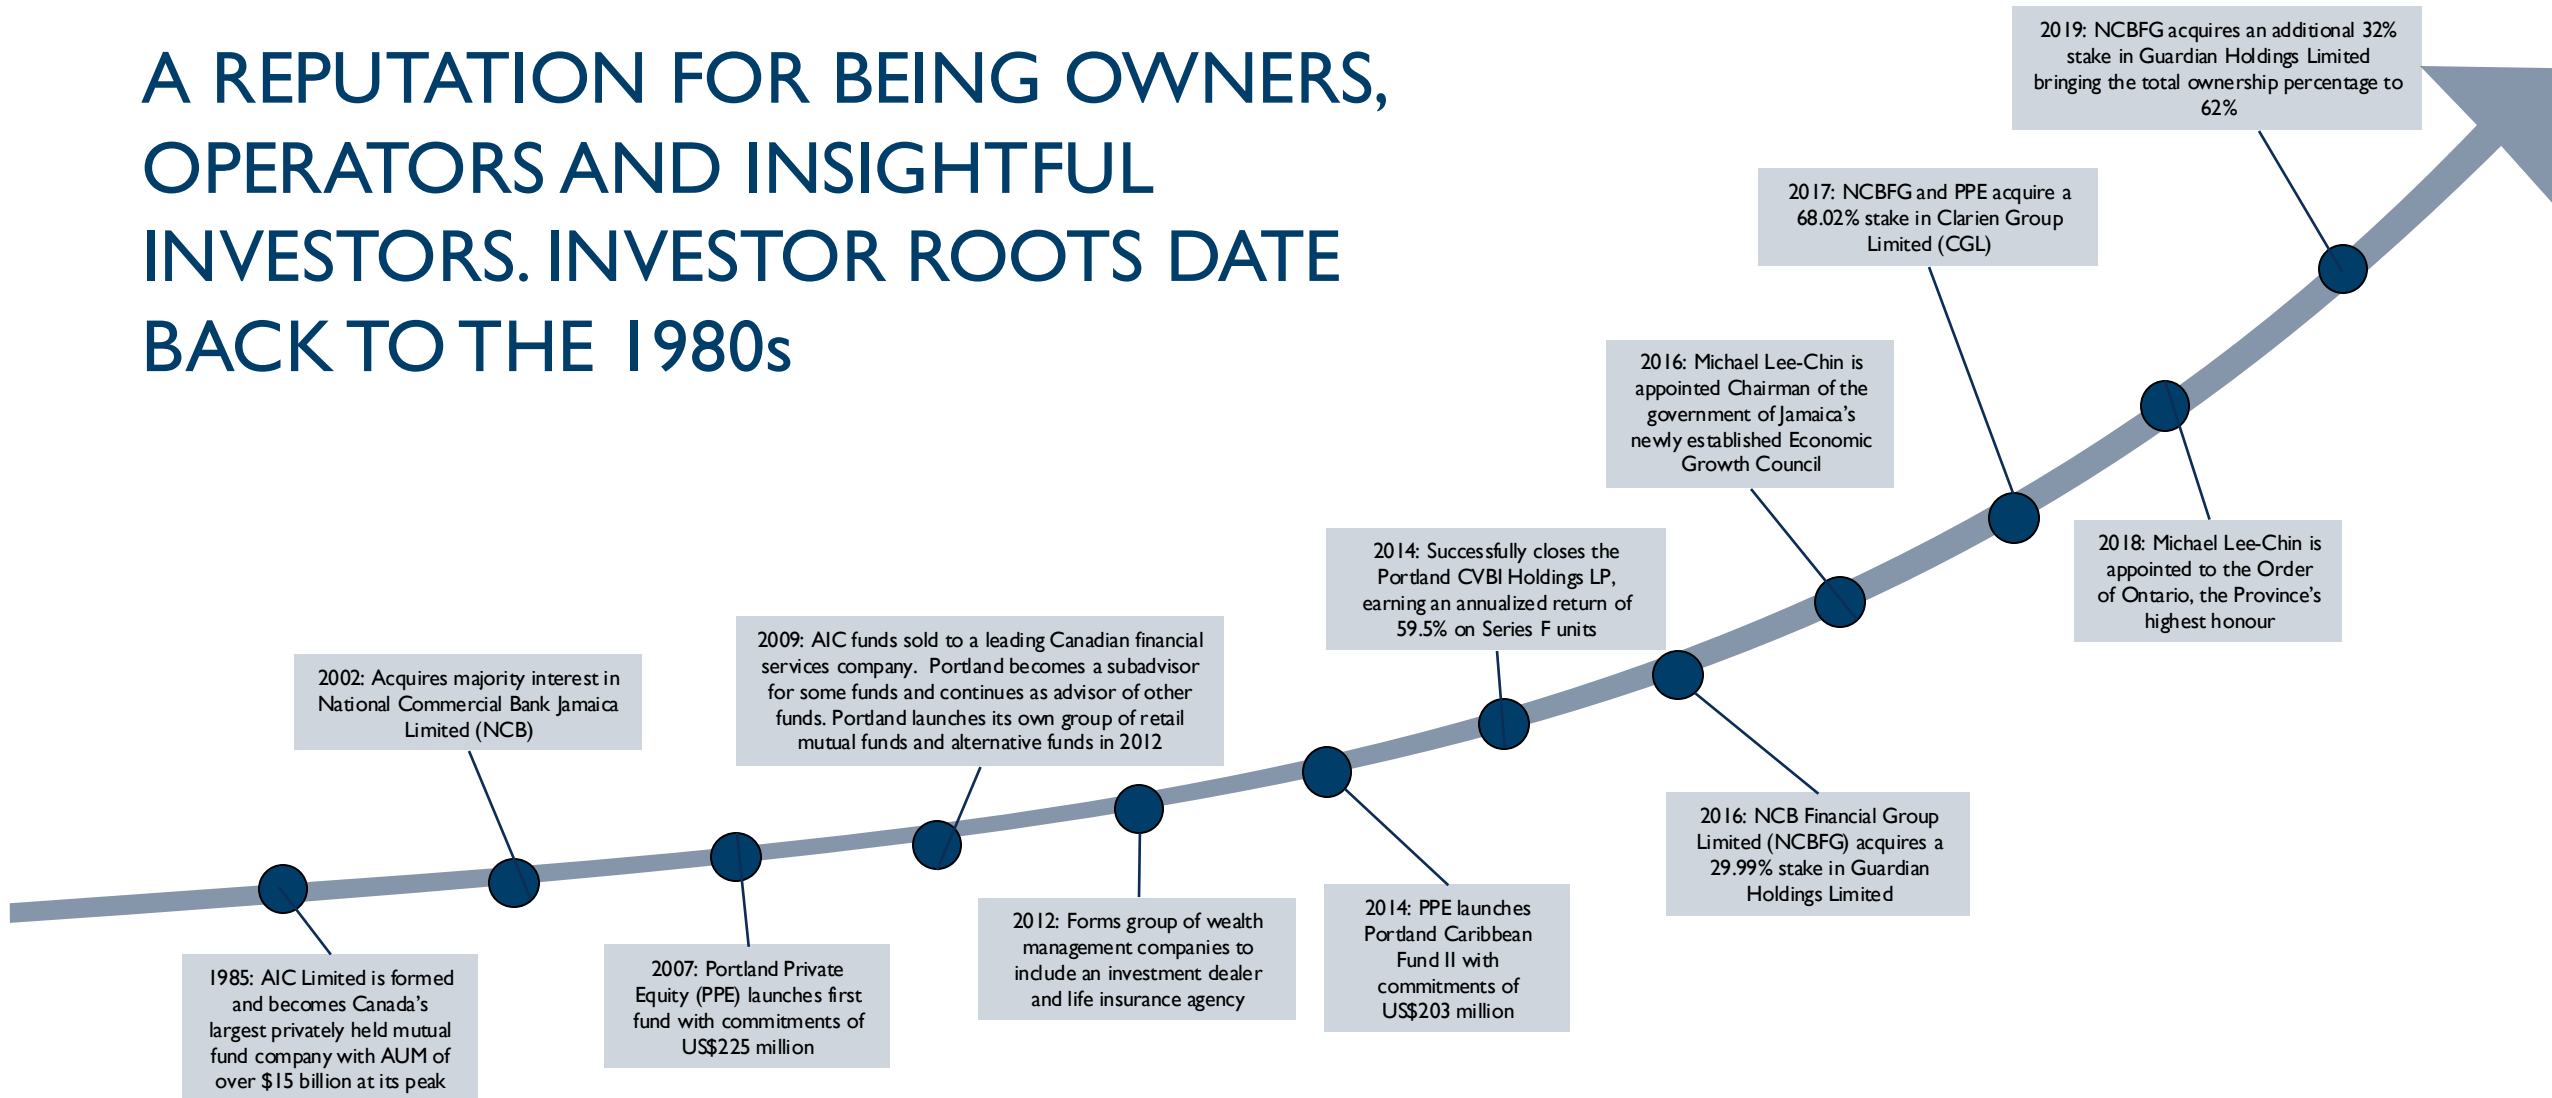 A REPUTATION FOR BEING OWNERS,
OPERATORS AND INSIGHTFUL
INVESTORS. INVESTOR ROOTS DATE
BACK TO THE 1980s
1985: AIC Limited is formed
and becomes Canada's
largest privately held mutual
fund company with AUM of
over $15 billion at its peak
2002: Acquires majority interest in
National Commercial Bank Jamaica
Limited (NCB)
2007: Portland Private
Equity (PPE) launches first
fund with commitments of
US$225 million
2009: AIC funds sold to a leading Canadian financial
services company. Portland becomes a subadvisor
for some funds and continues as advisor of other
funds. Portland launches its own group of retail
mutual funds and alternative funds in 2012
2012: Forms group of wealth
management companies to
include an investment dealer
and life insurance agency
2014: PPE launches
Portland Caribbean
Fund II with
commitments of
US$203 million
2014: Successfully closes the
Portland CVBI Holdings LP,
earning an annualized return of
59.5% on Series F units
2016: NCB Financial Group
Limited (NCBFG) acquires a
29.99% stake in Guardian
Holdings Limited
2016: Michael Lee-Chin is
appointed Chairman of the
government of Jamaica's
newly established Economic
Growth Council
2017: NCBFG and PPE acquire a
68.02% stake in Clarien Group
Limited (CGL)
2018: Michael Lee-Chin is
appointed to the Order
of Ontario, the Province's
highest honour
2019: NCBFG acquires an additional 32%
stake in Guardian Holdings Limited
bringing the total ownership percentage to
62%